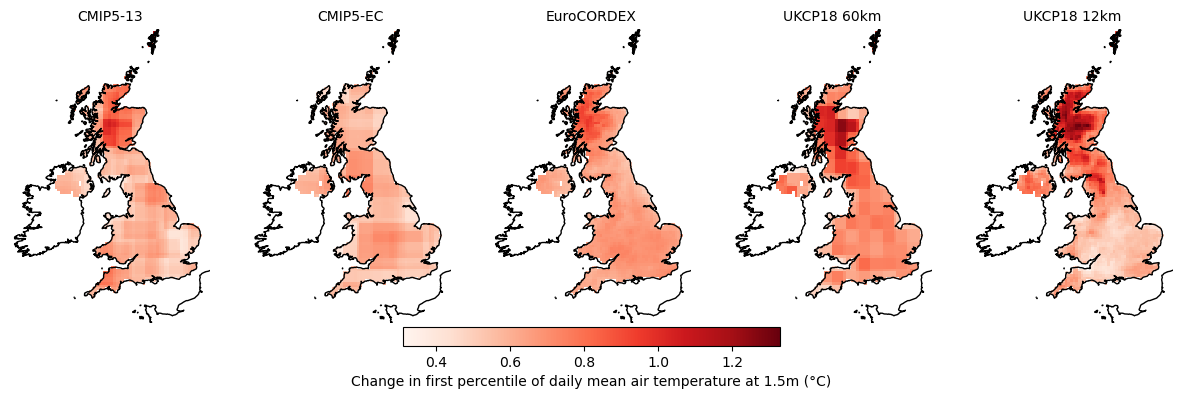 CMIP5-13
CMIP5-EC
EuroCORDEX
UKCP18 60km
UKCP18 12km
0.4
0.6
0.8
1.0
1.2
Change in first percentile of daily mean air temperature at 1.5m (°C)